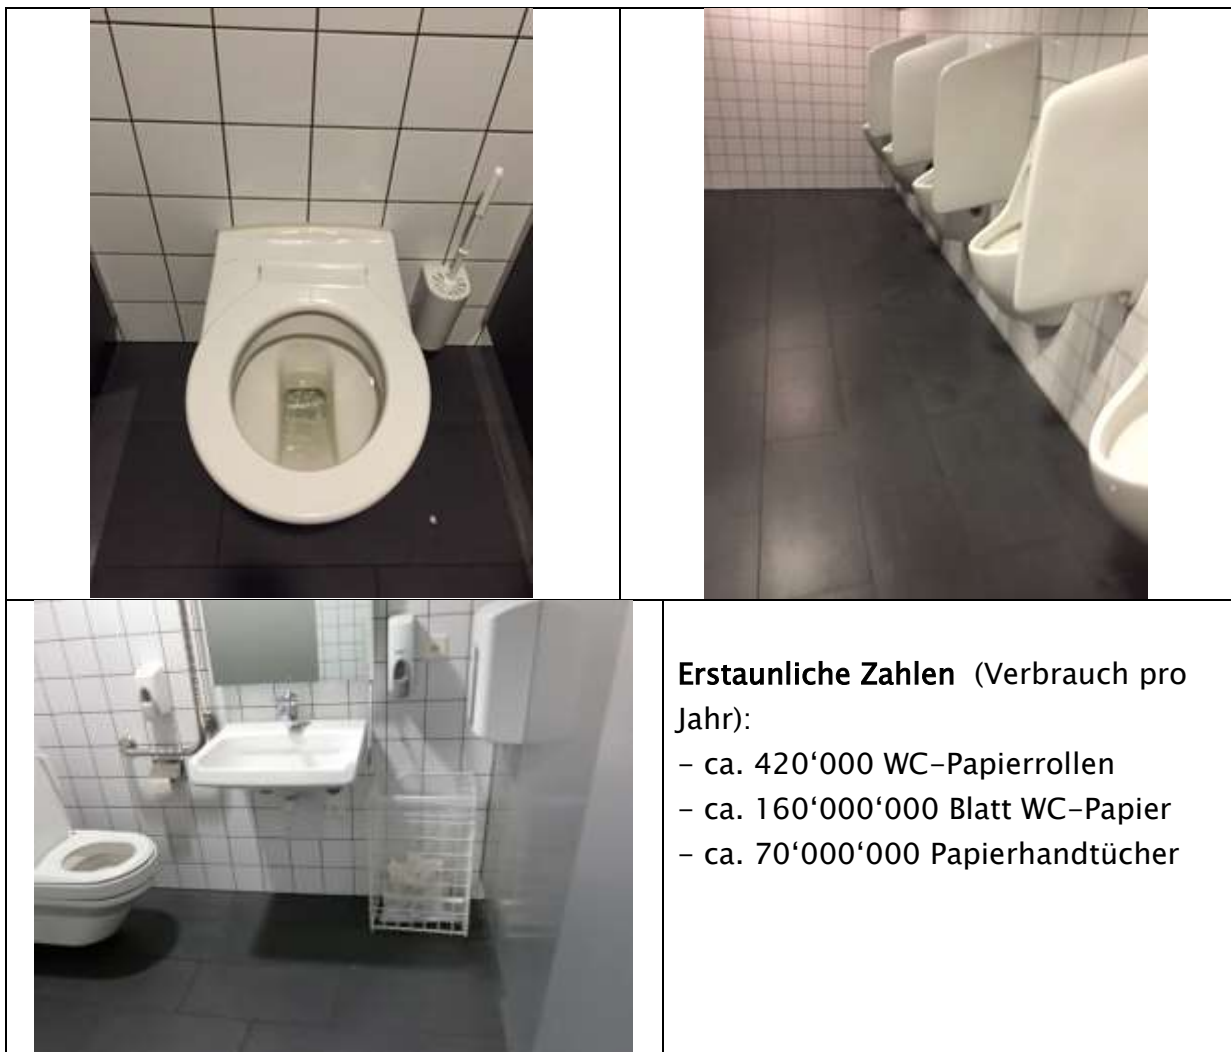 Erstaunliche Zahlen (Verbrauch pro
Jahr):
– ca. 420‘000 WC–Papierrollen
– ca. 160‘000‘000 Blatt WC–Papier
– ca. 70‘000‘000 Papierhandtücher